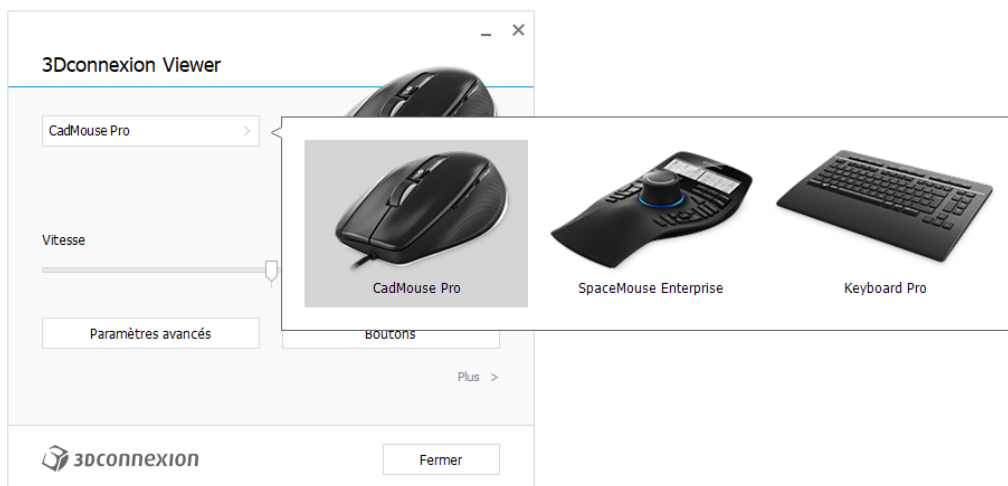 3Dconnexion Viewer
CadMouse Pro
CadMouse Pro
SpaceMouse Enterprise
Keyboard Pro
Vitesse
Paramètres avancés
Boutons
Plus >
3Dconnexion
Fermer